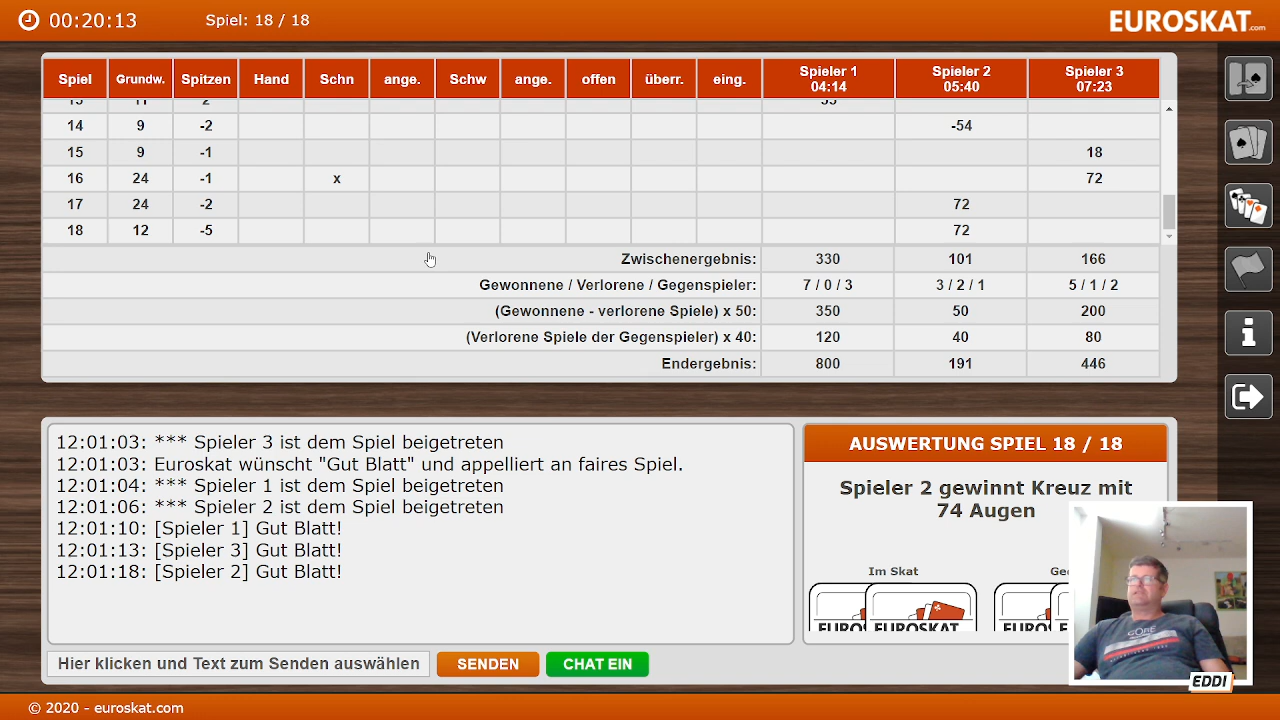 00:20:13 Spiel: 18 / 18 EUROSKAT.com
Spiel Grundw. Spitzen Hand Schn ange. Schw ange. offen überr. eing. Spieler 1 04:14 Spieler 2 05:40 Spieler 3 07:23
14 9 -2 -54
15 9 -1 18
16 24 -1 x 72
17 24 -2 72
18 12 -5 72
Zwischenergebnis: 330 101 166
Gewonnene / Verlorene / Gegenspieler: 7 / 0 / 3 3 / 2 / 1 5 / 1 / 2
(Gewonnene - verlorene Spiele) x 50: 350 50 200
(Verlorene Spiele der Gegenspieler) x 40: 120 40 80
Endergebnis: 800 191 446
12:01:03: *** Spieler 3 ist dem Spiel beigetreten
12:01:03: Euroskat wünscht "Gut Blatt" und appelliert an faires Spiel.
12:01:04: *** Spieler 1 ist dem Spiel beigetreten
12:01:06: *** Spieler 2 ist dem Spiel beigetreten
12:01:10: [Spieler 1] Gut Blatt!
12:01:13: [Spieler 3] Gut Blatt!
12:01:18: [Spieler 2] Gut Blatt!
Hier klicken und Text zum Senden auswählen SENDEN CHAT EIN
AUSWERTUNG SPIEL 18 / 18
Spieler 2 gewinnt Kreuz mit
74 Augen
Im Skat
EUROSKAT
EDDI
© 2020 - euroskat.com